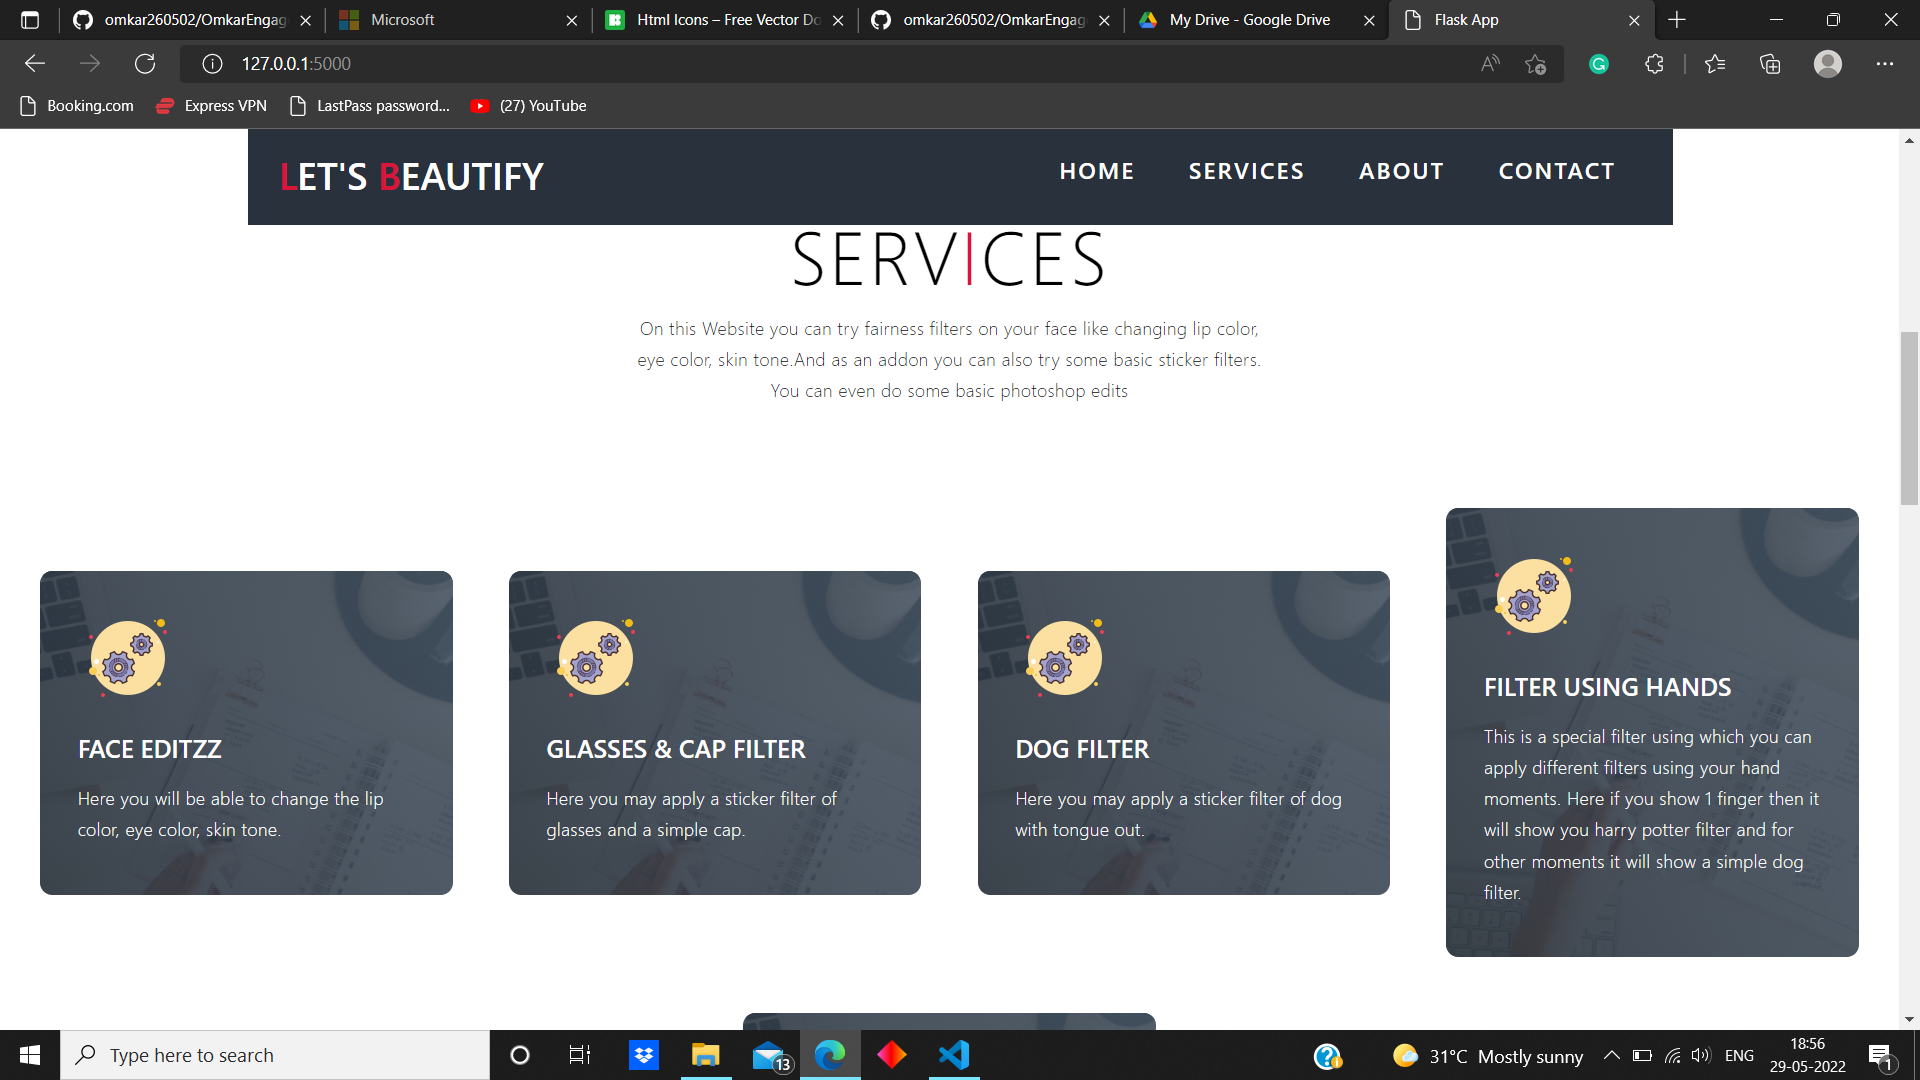 omkar260502/OmkarEngag
Microsoft
Html Icons – Free Vector Do
omkar260502/OmkarEngag
My Drive - Google Drive
Flask App
127.0.0.1:5000
Booking.com
Express VPN
LastPass password...
(27) YouTube
LET'S BEAUTIFY
HOME
SERVICES
ABOUT
CONTACT
SERVICES
On this Website you can try fairness filters on your face like changing lip color,
eye color, skin tone.And as an addon you can also try some basic sticker filters.
You can even do some basic photoshop edits
FACE EDITZZ
Here you will be able to change the lip
color, eye color, skin tone.
GLASSES & CAP FILTER
Here you may apply a sticker filter of
glasses and a simple cap.
DOG FILTER
Here you may apply a sticker filter of dog
with tongue out.
FILTER USING HANDS
This is a special filter using which you can
apply different filters using your hand
moments. Here if you show 1 finger then it
will show you harry potter filter and for
other moments it will show a simple dog
filter.
Type here to search
13
31°C Mostly sunny
ENG
18:56
29-05-2022
1